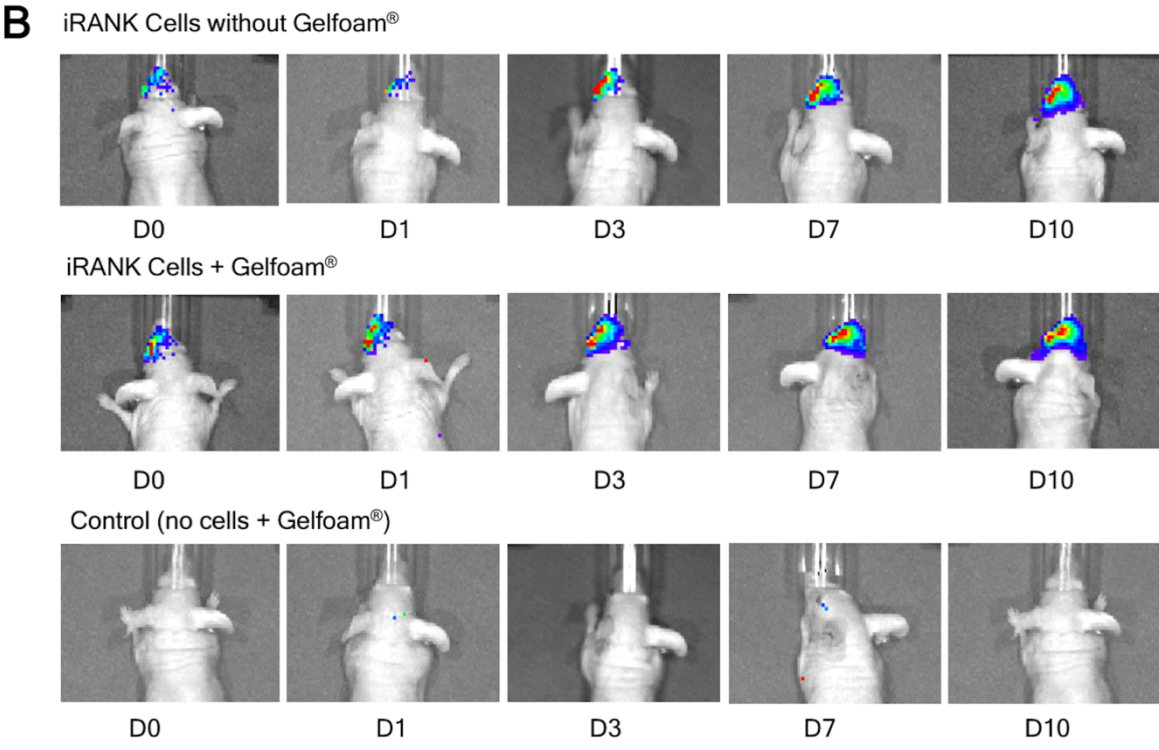 B
iRANK Cells without Gelfoam®
D0 D1 D3 D7 D10
iRANK Cells + Gelfoam®
D0 D1 D3 D7 D10
Control (no cells + Gelfoam®)
D0 D1 D3 D7 D10